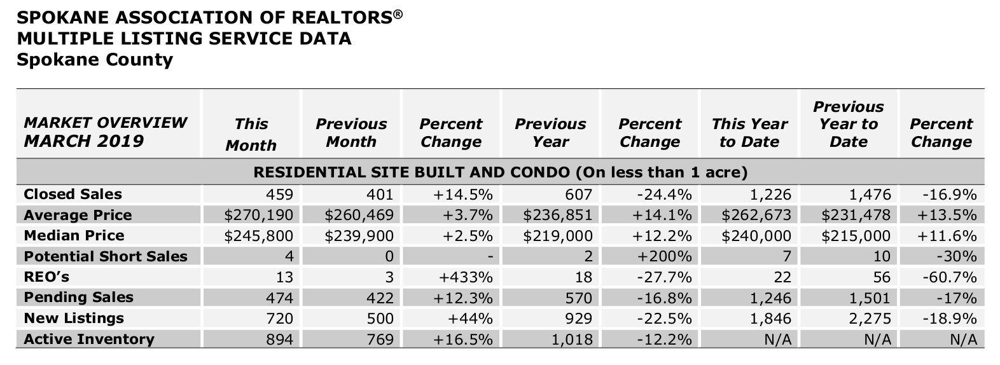 SPOKANE ASSOCIATION OF REALTORS®
MULTIPLE LISTING SERVICE DATA
Spokane County
MARKET OVERVIEW MARCH 2019 | This Month | Previous Month | Percent Change | Previous Year | Percent Change | This Year to Date | Previous Year to Date | Percent Change
RESIDENTIAL SITE BUILT AND CONDO (On less than 1 acre)
Closed Sales 459 401 +14.5% 607 -24.4% 1,226 1,476 -16.9%
Average Price $270,190 $260,469 +3.7% $236,851 +14.1% $262,673 $231,478 +13.5%
Median Price $245,800 $239,900 +2.5% $219,000 +12.2% $240,000 $215,000 +11.6%
Potential Short Sales 4 0 - 2 +200% 7 10 -30%
REO’s 13 3 +433% 18 -27.7% 22 56 -60.7%
Pending Sales 474 422 +12.3% 570 -16.8% 1,246 1,501 -17%
New Listings 720 500 +44% 929 -22.5% 1,846 2,275 -18.9%
Active Inventory 894 769 +16.5% 1,018 -12.2% N/A N/A N/A